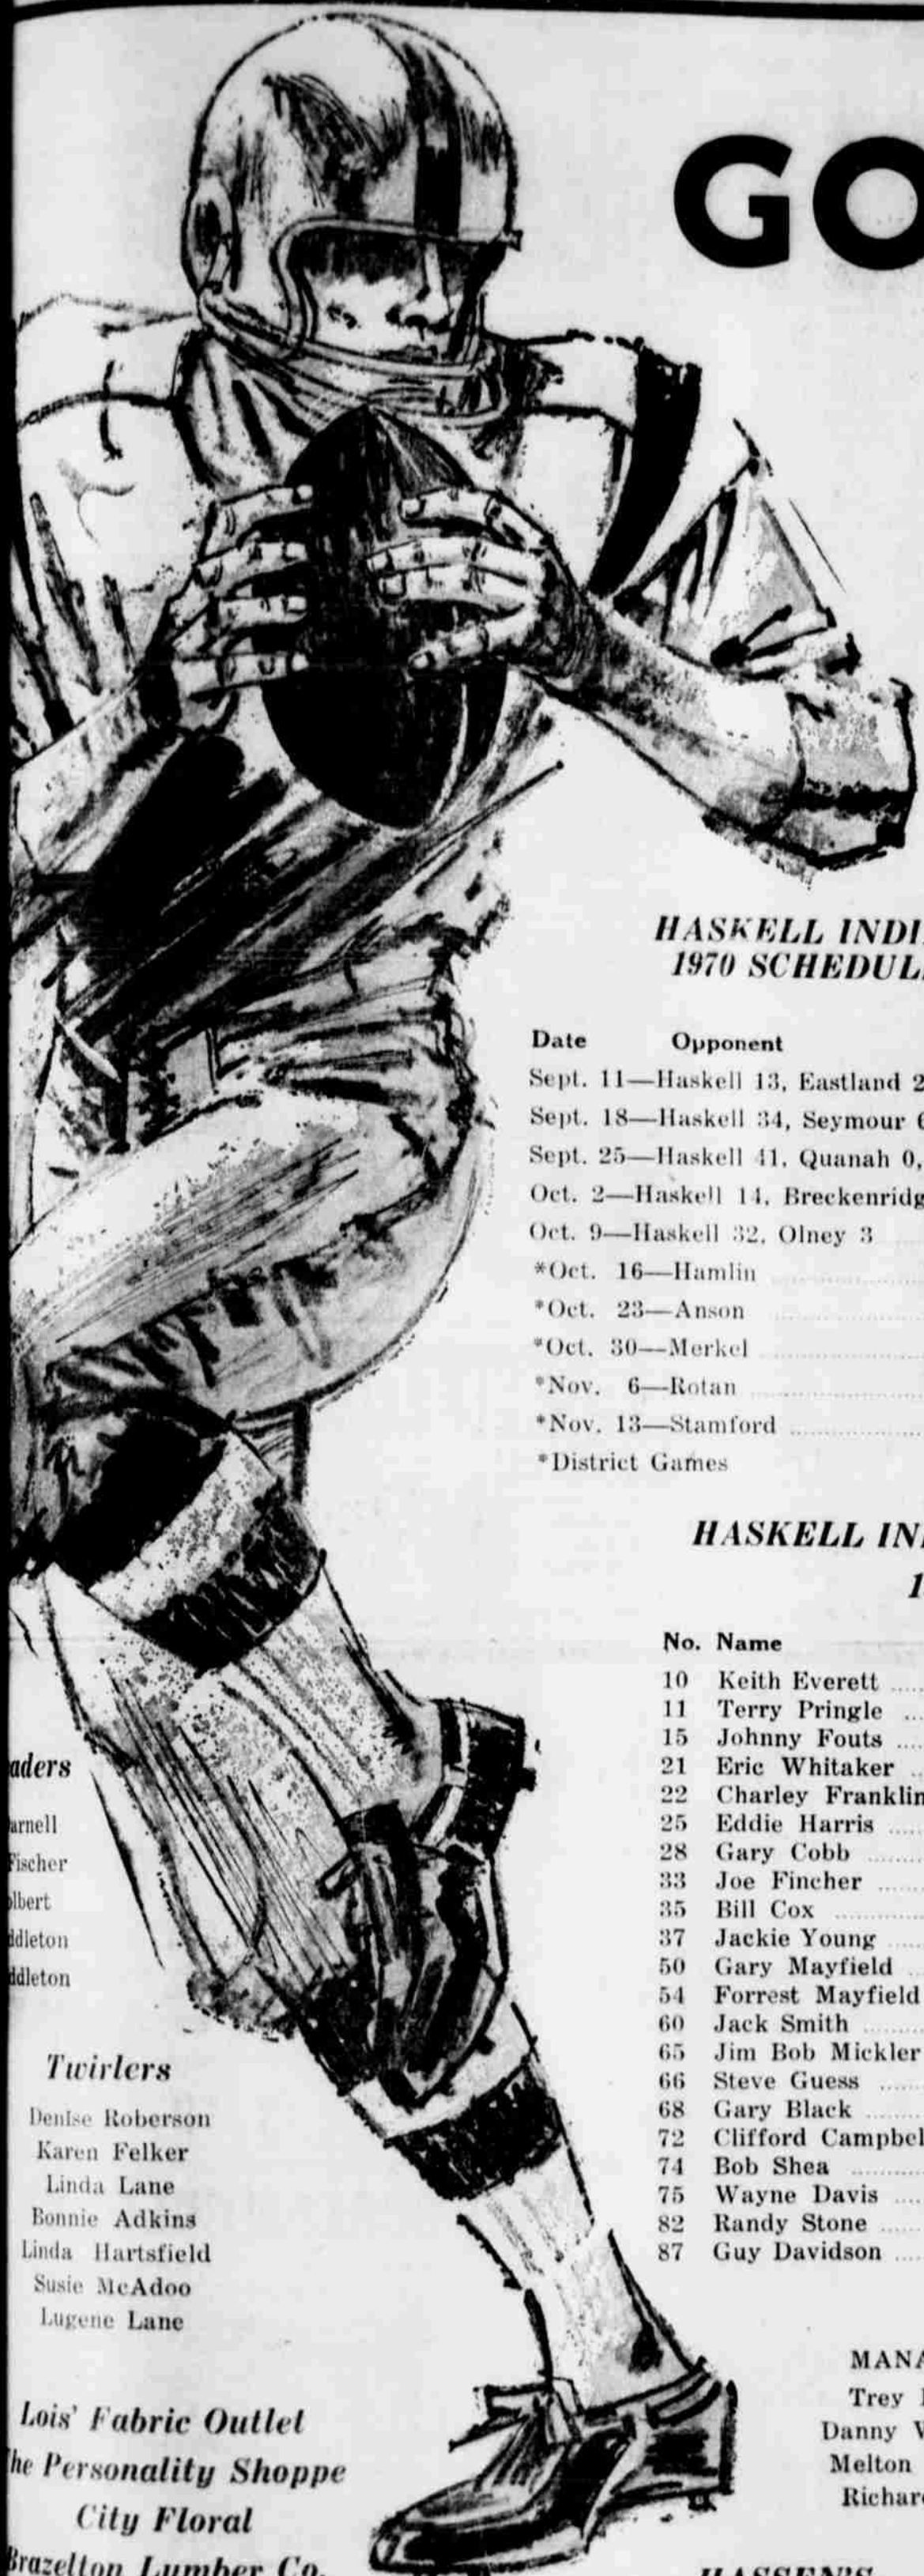 GO
HASKELL INDI
1970 SCHEDUL
Date Opponent
Sept. 11—Haskell 13, Eastland 2
Sept. 18—Haskell 34, Seymour
Sept. 25—Haskell 41, Quanah 0,
Oct. 2—Haskell 14, Breckenridg
Oct. 9—Haskell 32, Olney 3
*Oct. 16—Hamlin
*Oct. 23—Anson
*Oct. 30—Merkel
*Nov. 6—Rotan
*Nov. 13—Stamford
*District Games
HASKELL IN
1
No. Name
10 Keith Everett
11 Terry Pringle
15 Johnny Fouts
21 Eric Whitaker
22 Charley Franklin
25 Eddie Harris
28 Gary Cobb
33 Joe Fincher
35 Bill Cox
37 Jackie Young
50 Gary Mayfield
54 Forrest Mayfield
60 Jack Smith
65 Jim Bob Mickler
66 Steve Guess
68 Gary Black
72 Clifford Campbel
74 Bob Shea
75 Wayne Davis
82 Randy Stone
87 Guy Davidson
aders
arnell
Fischer
lbert
ddleton
ddleton
Twirlers
Denise Roberson
Karen Felker
Linda Lane
Bonnie Adkins
Linda Hartsfield
Susie McAdoo
Lugene Lane
MANA
Trey
Danny
Melton
Richar
Lois' Fabric Outlet
he Personality Shoppe
City Floral
Brazelton Lumber Co.
HASSEN'S